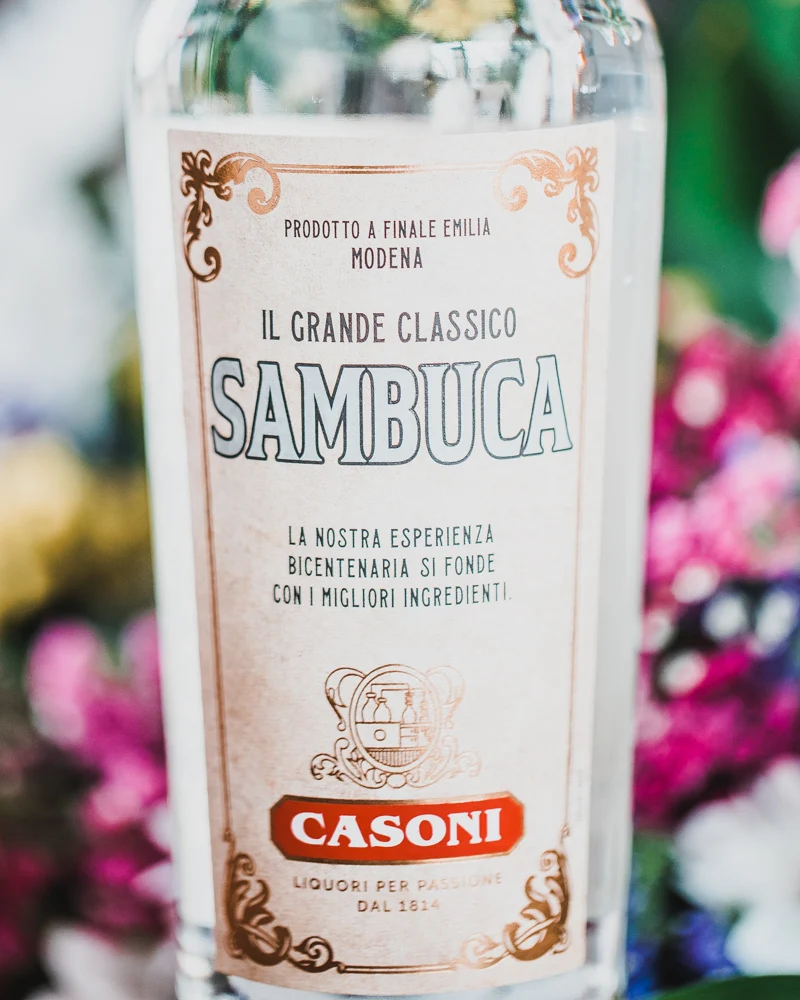 PRODOTTO A FINALE EMILIA
MODENA
IL GRANDE CLASSICO
SAMBUCA
LA NOSTRA ESPERIENZA
BICENTENARIA SI FONDE
CON I MIGLIORI INGREDIENTI.
CASONI
LIQUORI PER PASSIONE
DAL 1814